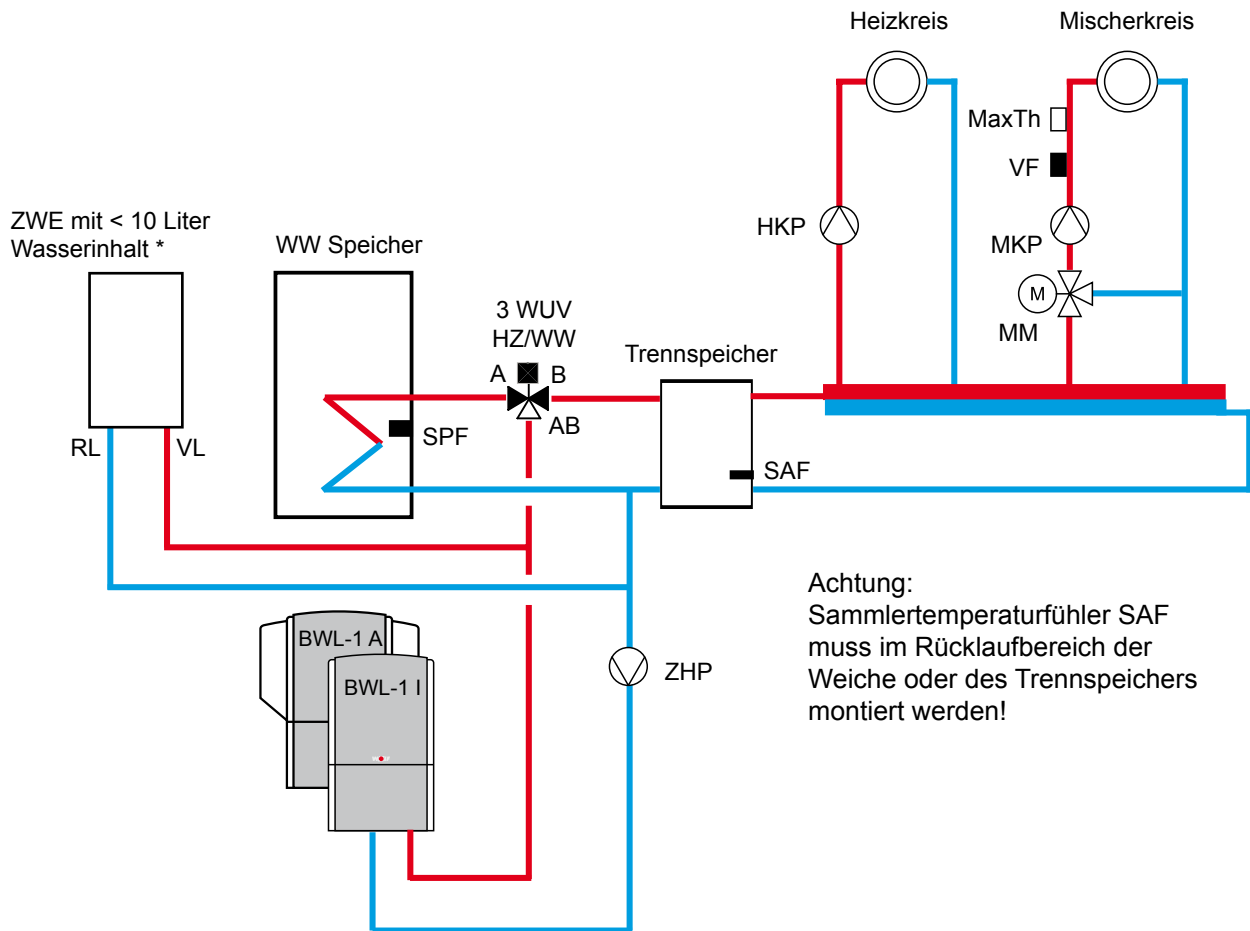 Heizkreis
Mischerkreis
MaxTh
VF
HKP
MKP
M
MM
ZWE mit < 10 Liter
Wasserinhalt *
RL
VL
WW Speicher
SPF
3 WUV
HZ/WW
A
B
AB
Trennspeicher
SAF
BWL-1 A
BWL-1 I
ZHP
Achtung:
Sammlertemperaturfühler SAF
muss im Rücklaufbereich der
Weiche oder des Trennspeichers
montiert werden!